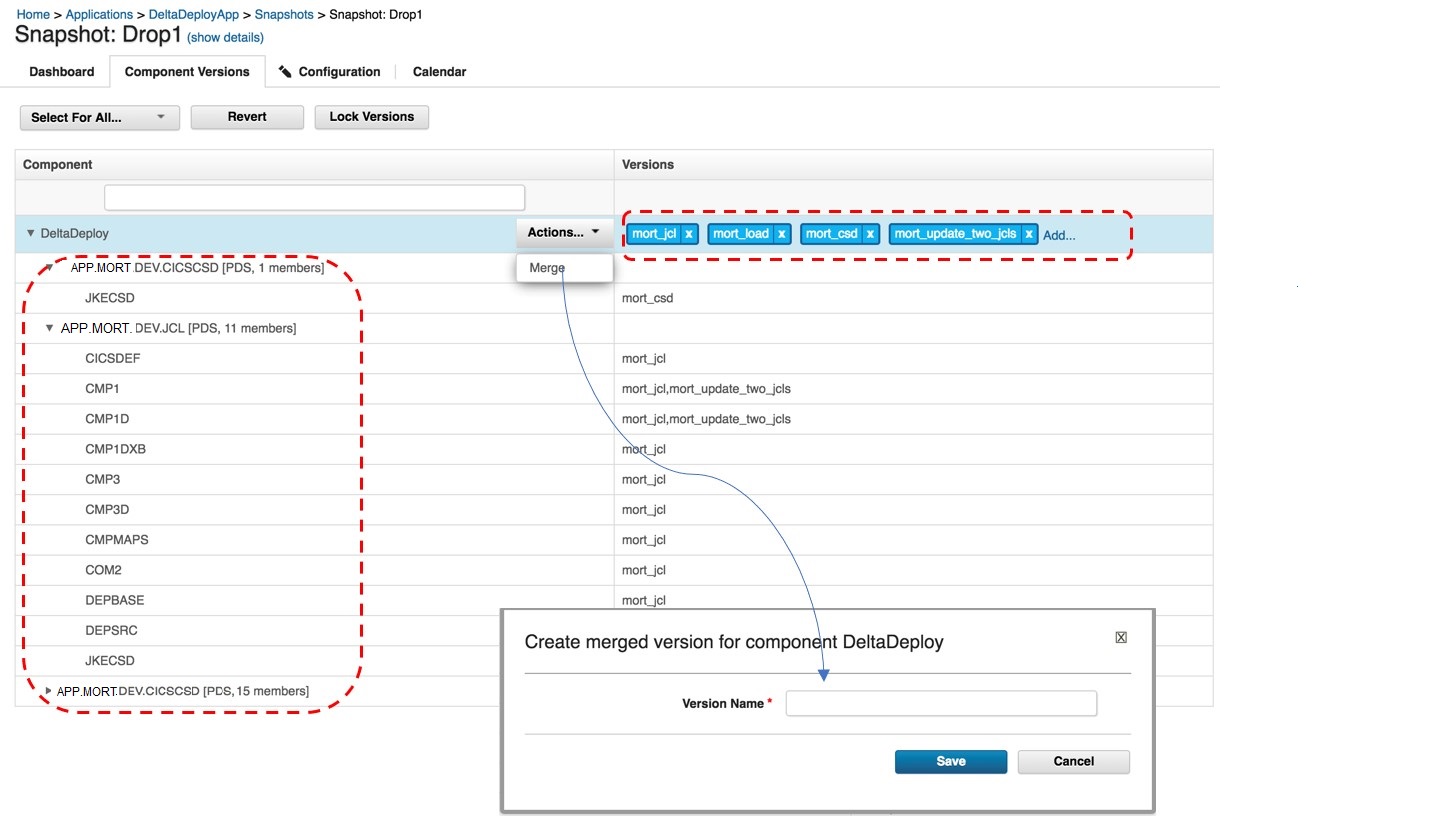 Home > Applications > DeltaDeployApp > Snapshots > Snapshot: Drop1
Snapshot: Drop1 (show details)
Dashboard Component Versions Configuration Calendar
Select For All... Revert Lock Versions
Component Versions
DeltaDeploy Actions... mort_jcl x mort_load x mort_csd x mort_update_two_jcls x Add...
APP.MORT.DEV.CICSCSD [PDS, 1 members] Merge
JKECSD mort_csd
APP.MORT. DEV.JCL [PDS, 11 members]
CICSDEF mort_jcl
CMP1 mort_jcl,mort_update_two_jcls
CMP1D mort_jcl,mort_update_two_jcls
CMP1DXB mort_jcl
CMP3 mort_jcl
CMP3D mort_jcl
CMPMAPS mort_jcl
COM2 mort_jcl
DEPBASE mort_jcl
DEPSRC
JKECSD
APP.MORT.DEV.CICSCSD [PDS, 15 members]
Create merged version for component DeltaDeploy
Version Name *
Save Cancel